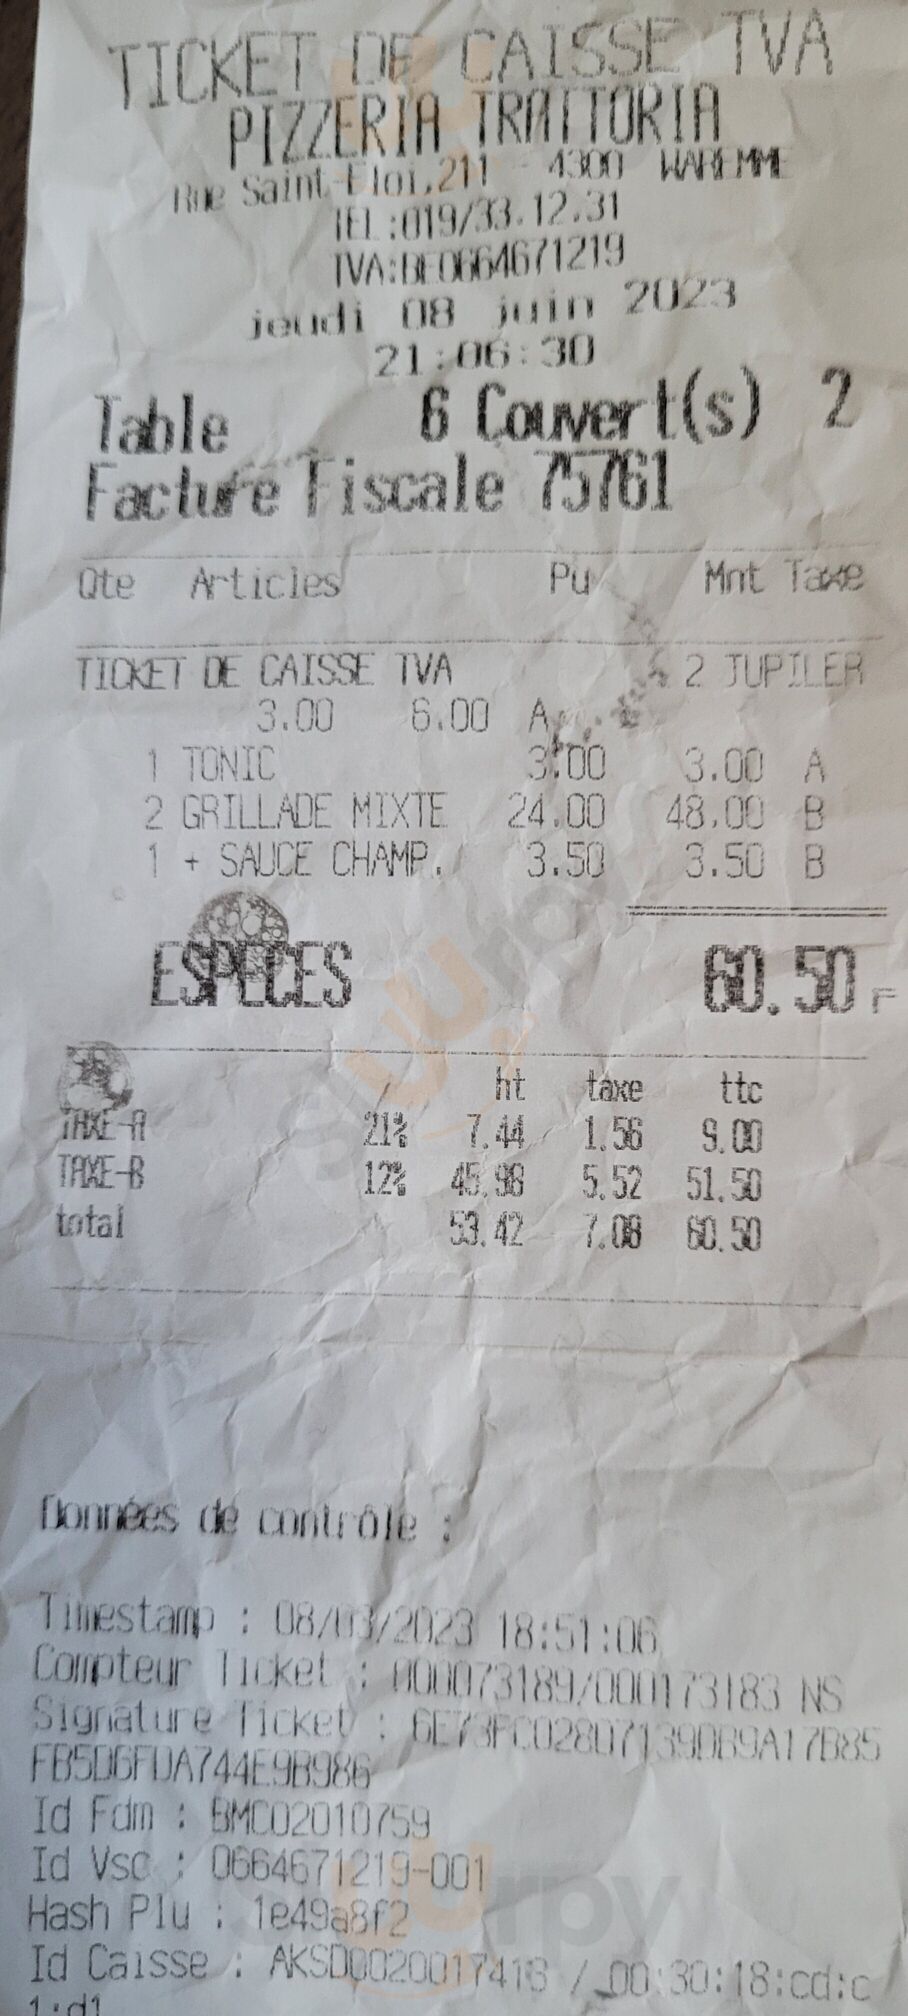 TICKET DE CAISSE TVA
PIZZERIA TRATTORIA
Rue Saint-Eloi,211 - 4300 WAREMME
TEL:019/33.12.31
TVA:BE0664671219
jeudi 08 juin 2023
21:06:30
Table 6 Couvert(s) 2
Facture Fiscale 75761
Qte Articles Pu Mnt Taxe
TICKET DE CAISSE TVA 2 JUPILER
3.00 6.00 A
1 TONIC 3.00 3.00 A
2 GRILLADE MIXTE 24.00 48.00 B
1 + SAUCE CHAMP. 3.50 3.50 B
ESPECES 60.50 F
ht taxe ttc
TAXE-A 21% 7.44 1.56 9.00
TAXE-B 12% 45.98 5.52 51.50
total 53.42 7.08 60.50
Données de contrôle :
Timestamp : 08/03/2023 18:51:06
Compteur Ticket : 000073189/000173183 NS
Signature Ticket :
FB5D6FDA744E9B986
Id Fdm : BMC02010759
Id Vsc : 0664671219-001
Hash Plu : 1e49a8f2
Id Caisse : AKSD0020017418 / 00:30:18:cd:c
1:d1